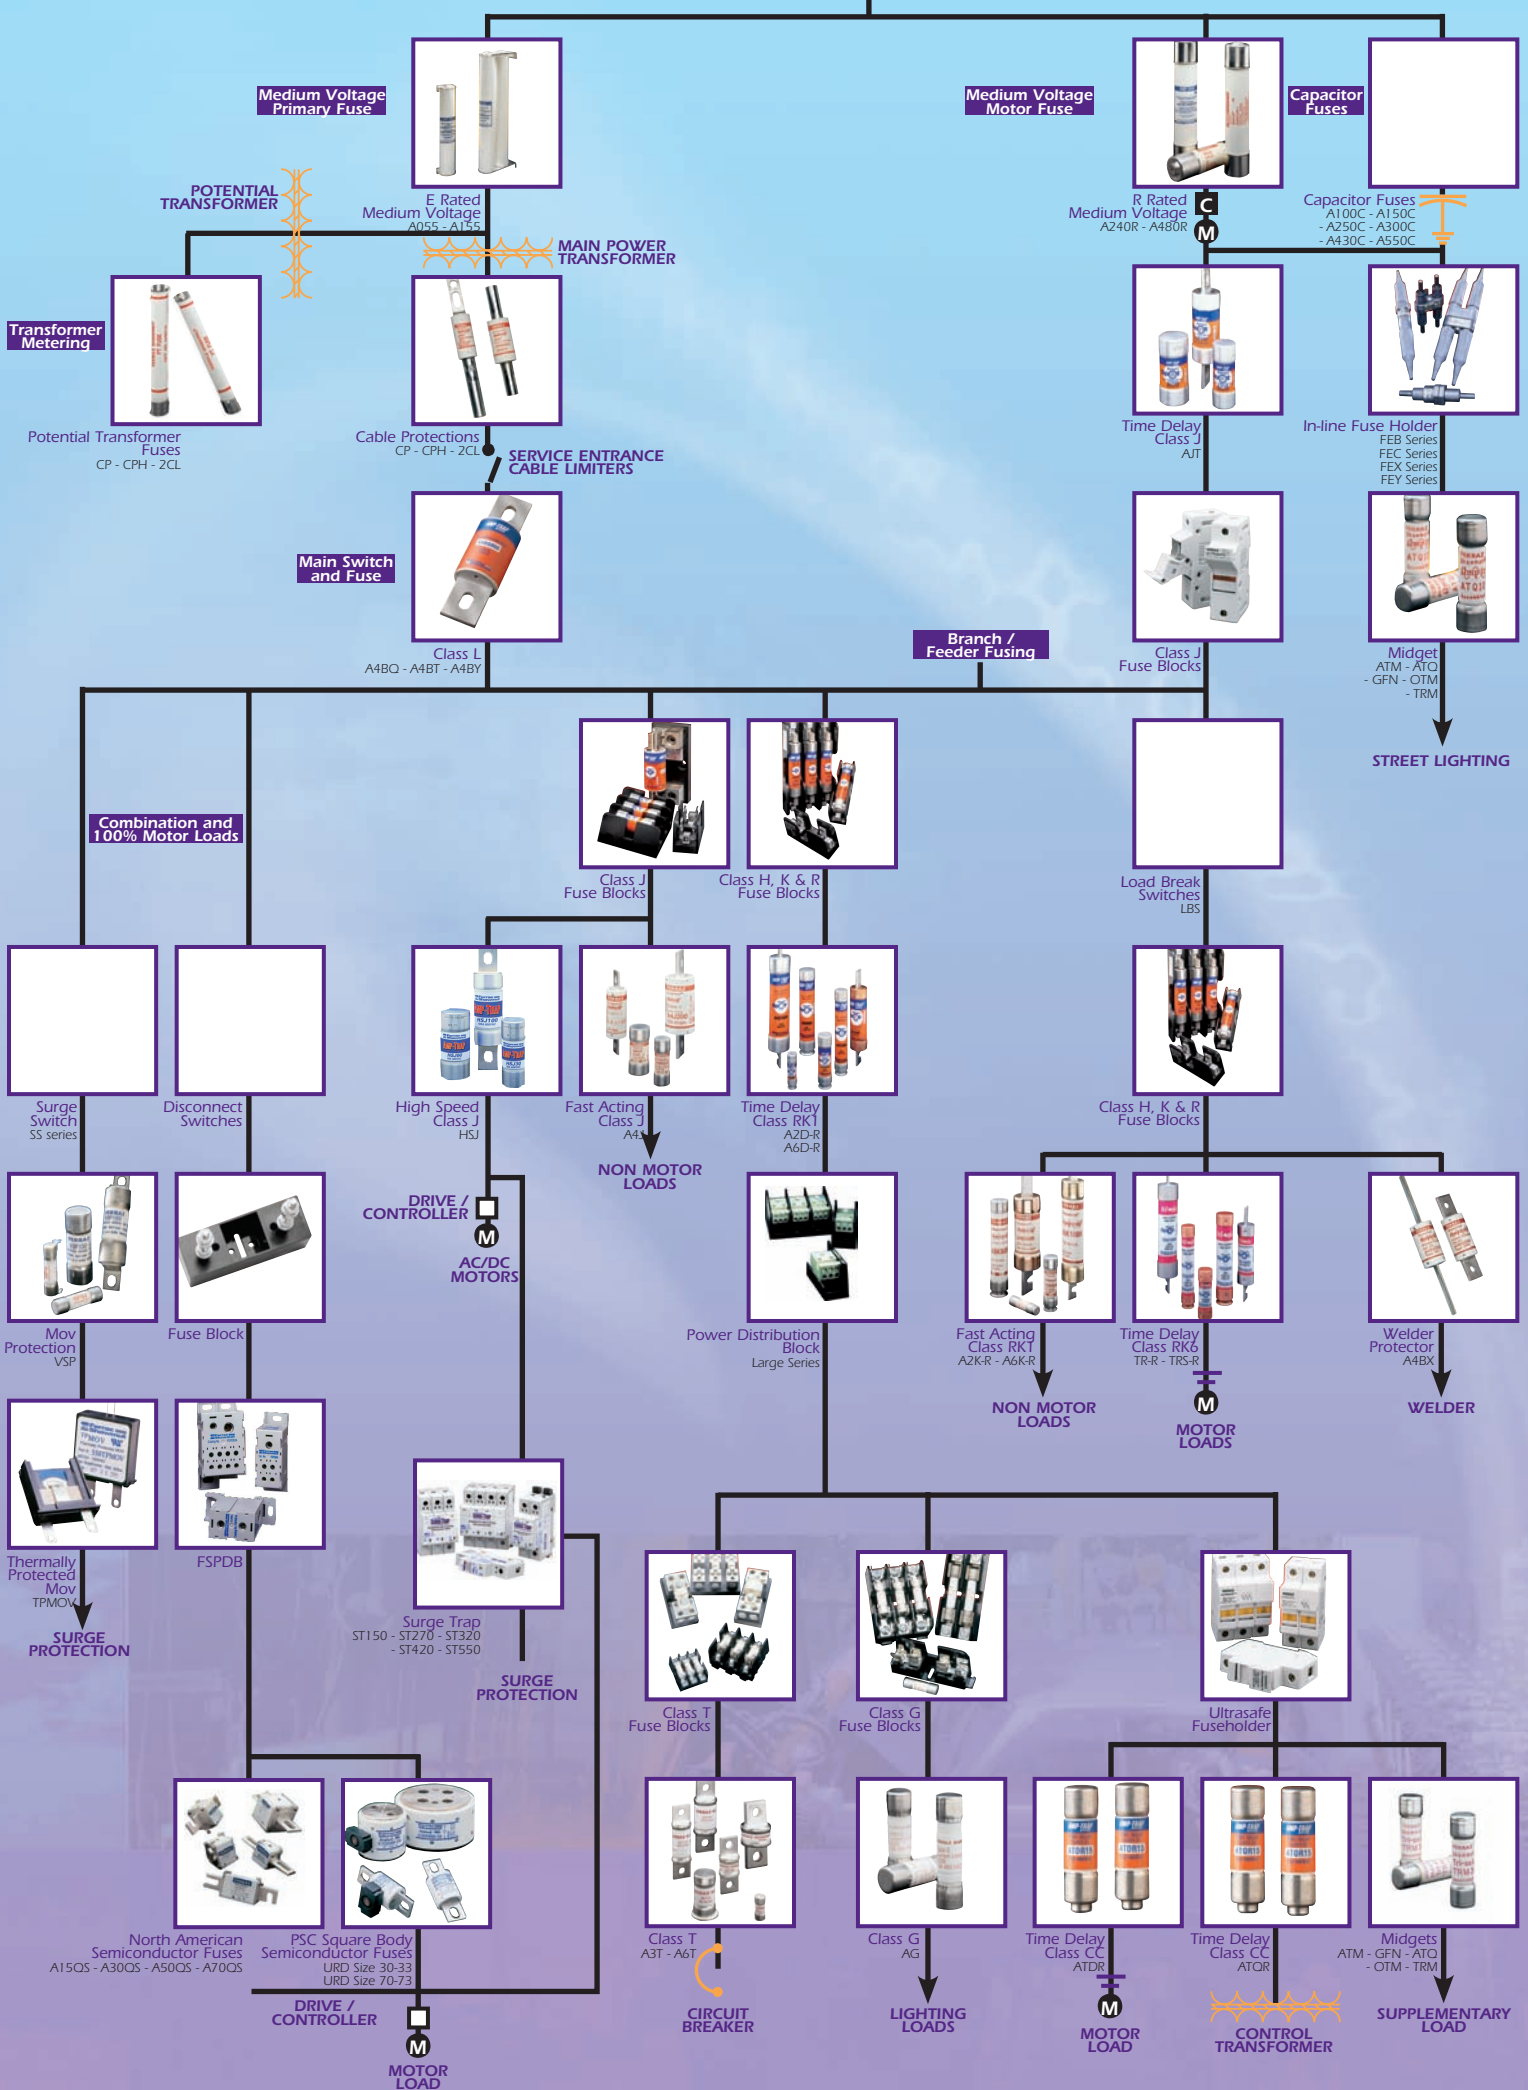 Medium Voltage
Primary Fuse
Medium Voltage
Motor Fuse
Capacitor
Fuses
POTENTIAL
TRANSFORMER
E Rated
Medium Voltage
A055 - A155
MAIN POWER
TRANSFORMER
R Rated
Medium Voltage
A240R - A480R
C
M
Capacitor Fuses
A100C - A150C
- A250C - A300C
- A430C - A550C
Transformer
Metering
Potential Transformer
Fuses
CP - CPH - 2CL
Cable Protections
CP - CPH - 2CL
SERVICE ENTRANCE
CABLE LIMITERS
Time Delay
Class J
AJT
In-line Fuse Holder
FEB Series
FEC Series
FEX Series
FEY Series
Main Switch
and Fuse
Class L
A4BQ - A4BT - A4BY
Branch /
Feeder Fusing
Class J
Fuse Blocks
Midget
ATM - ATQ
- GFN - OTM
- TRM
STREET LIGHTING
Combination and
100% Motor Loads
Class J
Fuse Blocks
Class H, K & R
Fuse Blocks
Load Break
Switches
LBS
Surge
Switch
SS series
Disconnect
Switches
High Speed
Class J
HSJ
Fast Acting
Class J
NON MOTOR
LOADS
Time Delay
Class RK1
A2D-R
A6D-R
Class H, K & R
Fuse Blocks
DRIVE /
CONTROLLER
M
AC/DC
MOTORS
Mov
Protection
VSP
Fuse Block
Power Distribution
Block
Large Series
Fast Acting
Class RK1
A2K-R - A6K-R
NON MOTOR
LOADS
Time Delay
Class RK6
TR-R - TRS-R
M
MOTOR
LOADS
Welder
Protector
A4BX
WELDER
Thermally
Protected
Mov
TPMOV
SURGE
PROTECTION
FSPDB
Surge Trap
ST150 - ST270 - ST320
- ST420 - ST550
SURGE
PROTECTION
Class T
Fuse Blocks
Class G
Fuse Blocks
Ultrasafe
Fuseholder
North American
Semiconductor Fuses
A15QS - A30QS - A50QS - A70QS
PSC Square Body
Semiconductor Fuses
URD Size 30-33
URD Size 70-73
DRIVE /
CONTROLLER
M
MOTOR
LOAD
Class T
A3T - A6T
CIRCUIT
BREAKER
Class G
AG
LIGHTING
LOADS
Time Delay
Class CC
ATDR
M
MOTOR
LOAD
Time Delay
Class CC
ATQR
CONTROL
TRANSFORMER
Midgets
ATM - GFN - ATQ
- OTM - TRM
SUPPLEMENTARY
LOAD